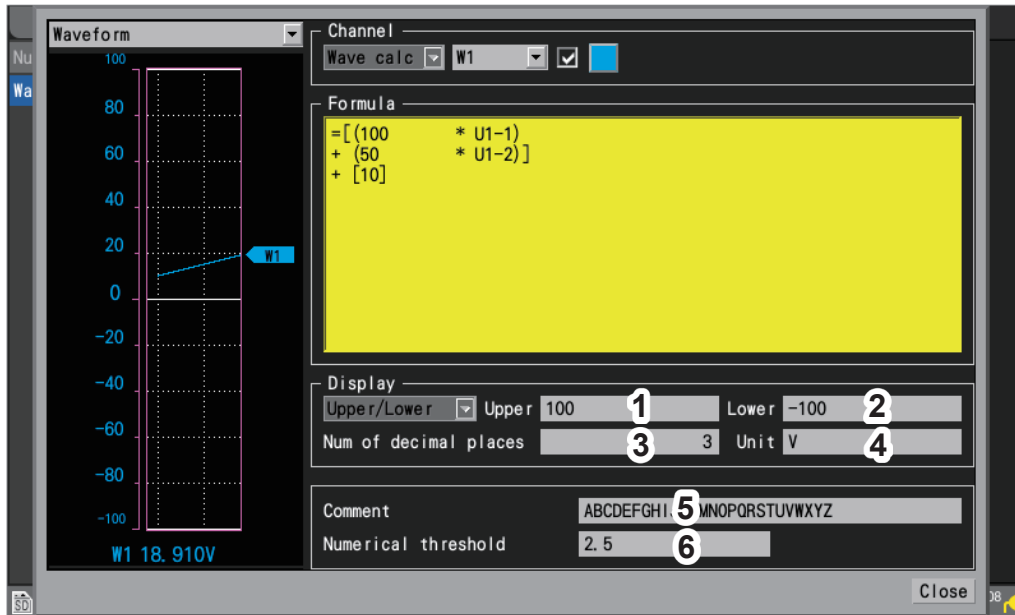 Nu
Wa
Waveform
100
80
60
40
20
0
-20
-40
-60
-80
-100
W1
W1 18.910V
Channel
Wave calc W1
Formula
=[(100 * U1-1)
+ (50 * U1-2)]
+ [10]
Display
Upper/Lower Upper 100 1 Lower -100 2
Num of decimal places 3 3 Unit V 4
Comment ABCDEFGHI 5 MNOPQRSTUVWXYZ
Numerical threshold 2.5 6
Close
SD
08